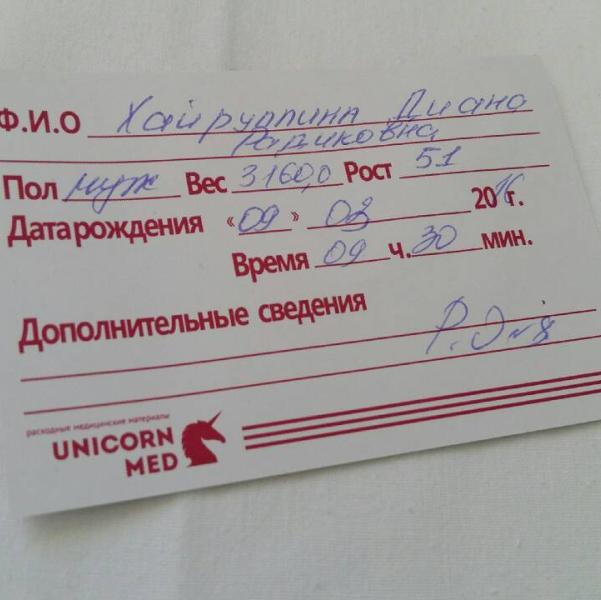 Ф.И.О Хайруллина Диана
Радиковна
Пол муж Вес 3160,0 Рост 51
Дата рождения «09» 03 2016г.
Время 09 ч. 30 мин.
Дополнительные сведения
расходные медицинские материалы
UNICORN
MED